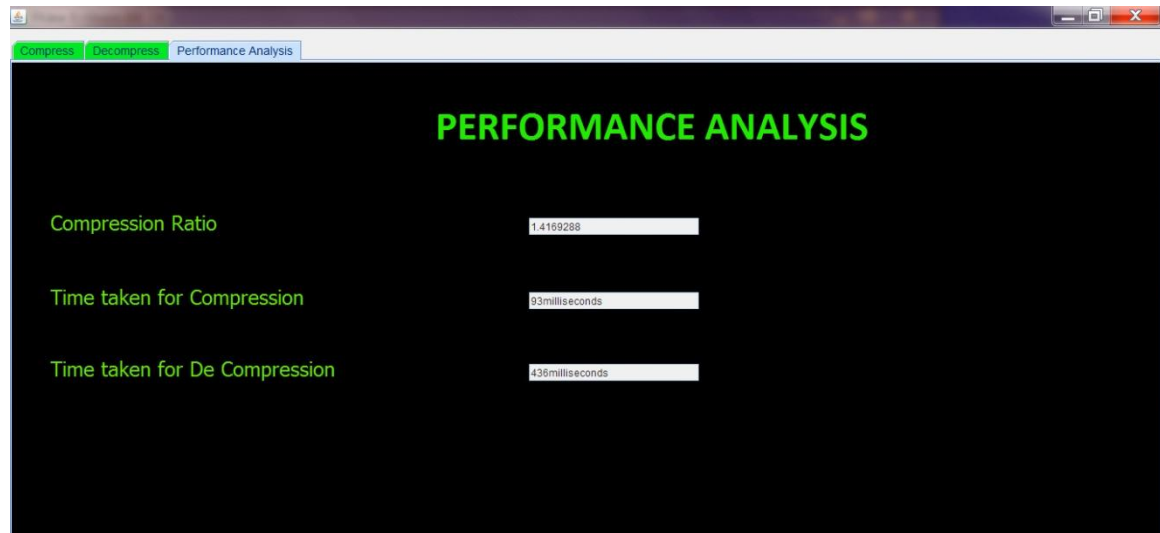 Compress Decompress Performance Analysis
PERFORMANCE ANALYSIS
Compression Ratio 1.4169288
Time taken for Compression 93milliseconds
Time taken for De Compression 436milliseconds